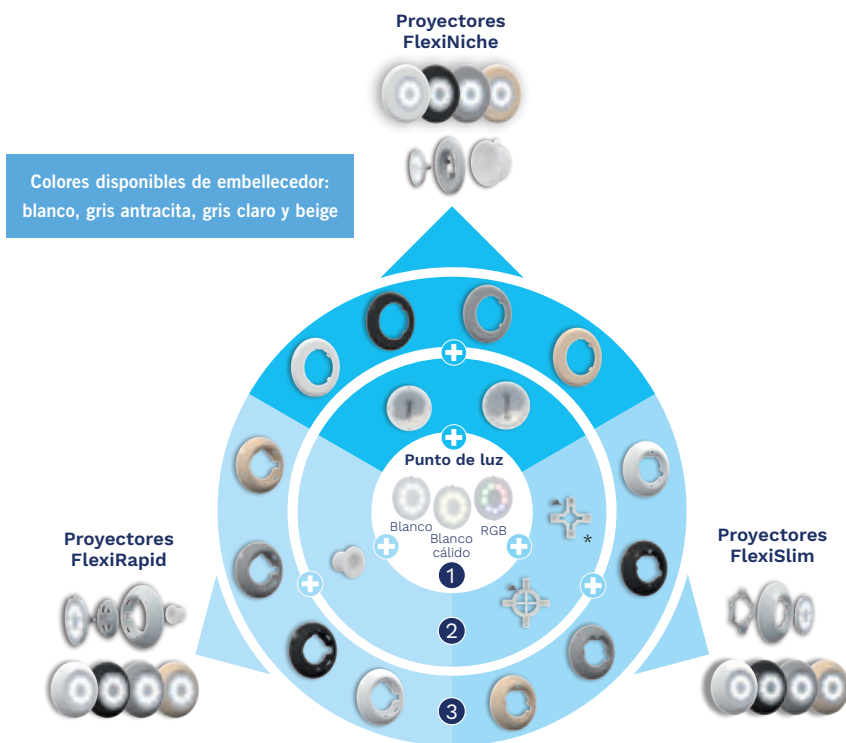 Proyectores
FlexiNiche
Colores disponibles de embellecedor:
blanco, gris antracita, gris claro y beige
Punto de luz
Blanco
Blanco
cálido
RGB
*
Proyectores
FlexiRapid
Proyectores
FlexiSlim
1
2
3